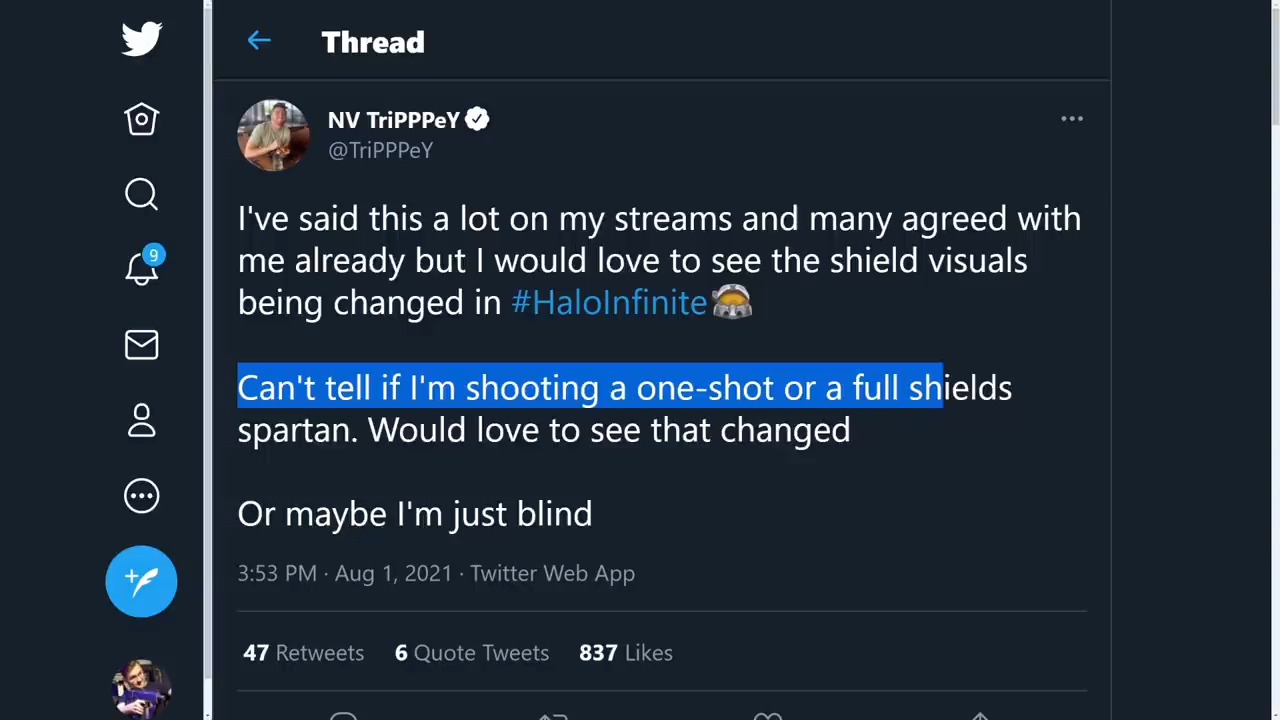 Thread
NV TriPPPeY
@TriPPPeY
I've said this a lot on my streams and many agreed with
me already but I would love to see the shield visuals
being changed in #HaloInfinite
Can't tell if I'm shooting a one-shot or a full shields
spartan. Would love to see that changed
Or maybe I'm just blind
3:53 PM · Aug 1, 2021 · Twitter Web App
47 Retweets 6 Quote Tweets 837 Likes
9